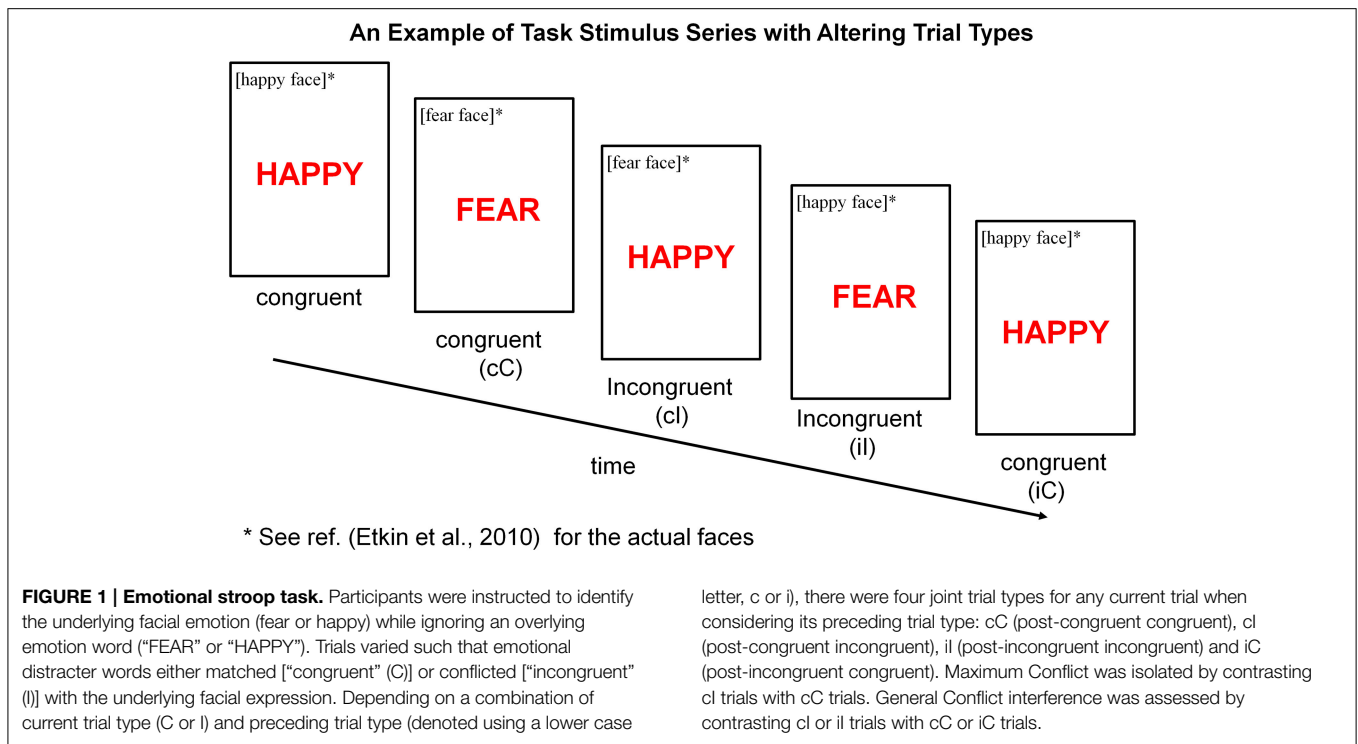 An Example of Task Stimulus Series with Altering Trial Types
[happy face]*
HAPPY
congruent
[fear face]*
FEAR
congruent
(cC)
[fear face]*
HAPPY
Incongruent
(cI)
[happy face]*
FEAR
Incongruent
(iI)
[happy face]*
HAPPY
congruent
(iC)
time
* See ref. (Etkin et al., 2010) for the actual faces
FIGURE 1 | Emotional stroop task. Participants were instructed to identify
the underlying facial emotion (fear or happy) while ignoring an overlying
emotion word (“FEAR” or “HAPPY”). Trials varied such that emotional
distracter words either matched [“congruent” (C)] or conflicted [“incongruent”
(I)] with the underlying facial expression. Depending on a combination of
current trial type (C or I) and preceding trial type (denoted using a lower case
letter, c or i), there were four joint trial types for any current trial when
considering its preceding trial type: cC (post-congruent congruent), cI
(post-congruent incongruent), iI (post-incongruent incongruent) and iC
(post-incongruent congruent). Maximum Conflict was isolated by contrasting
cI trials with cC trials. General Conflict interference was assessed by
contrasting cI or iI trials with cC or iC trials.